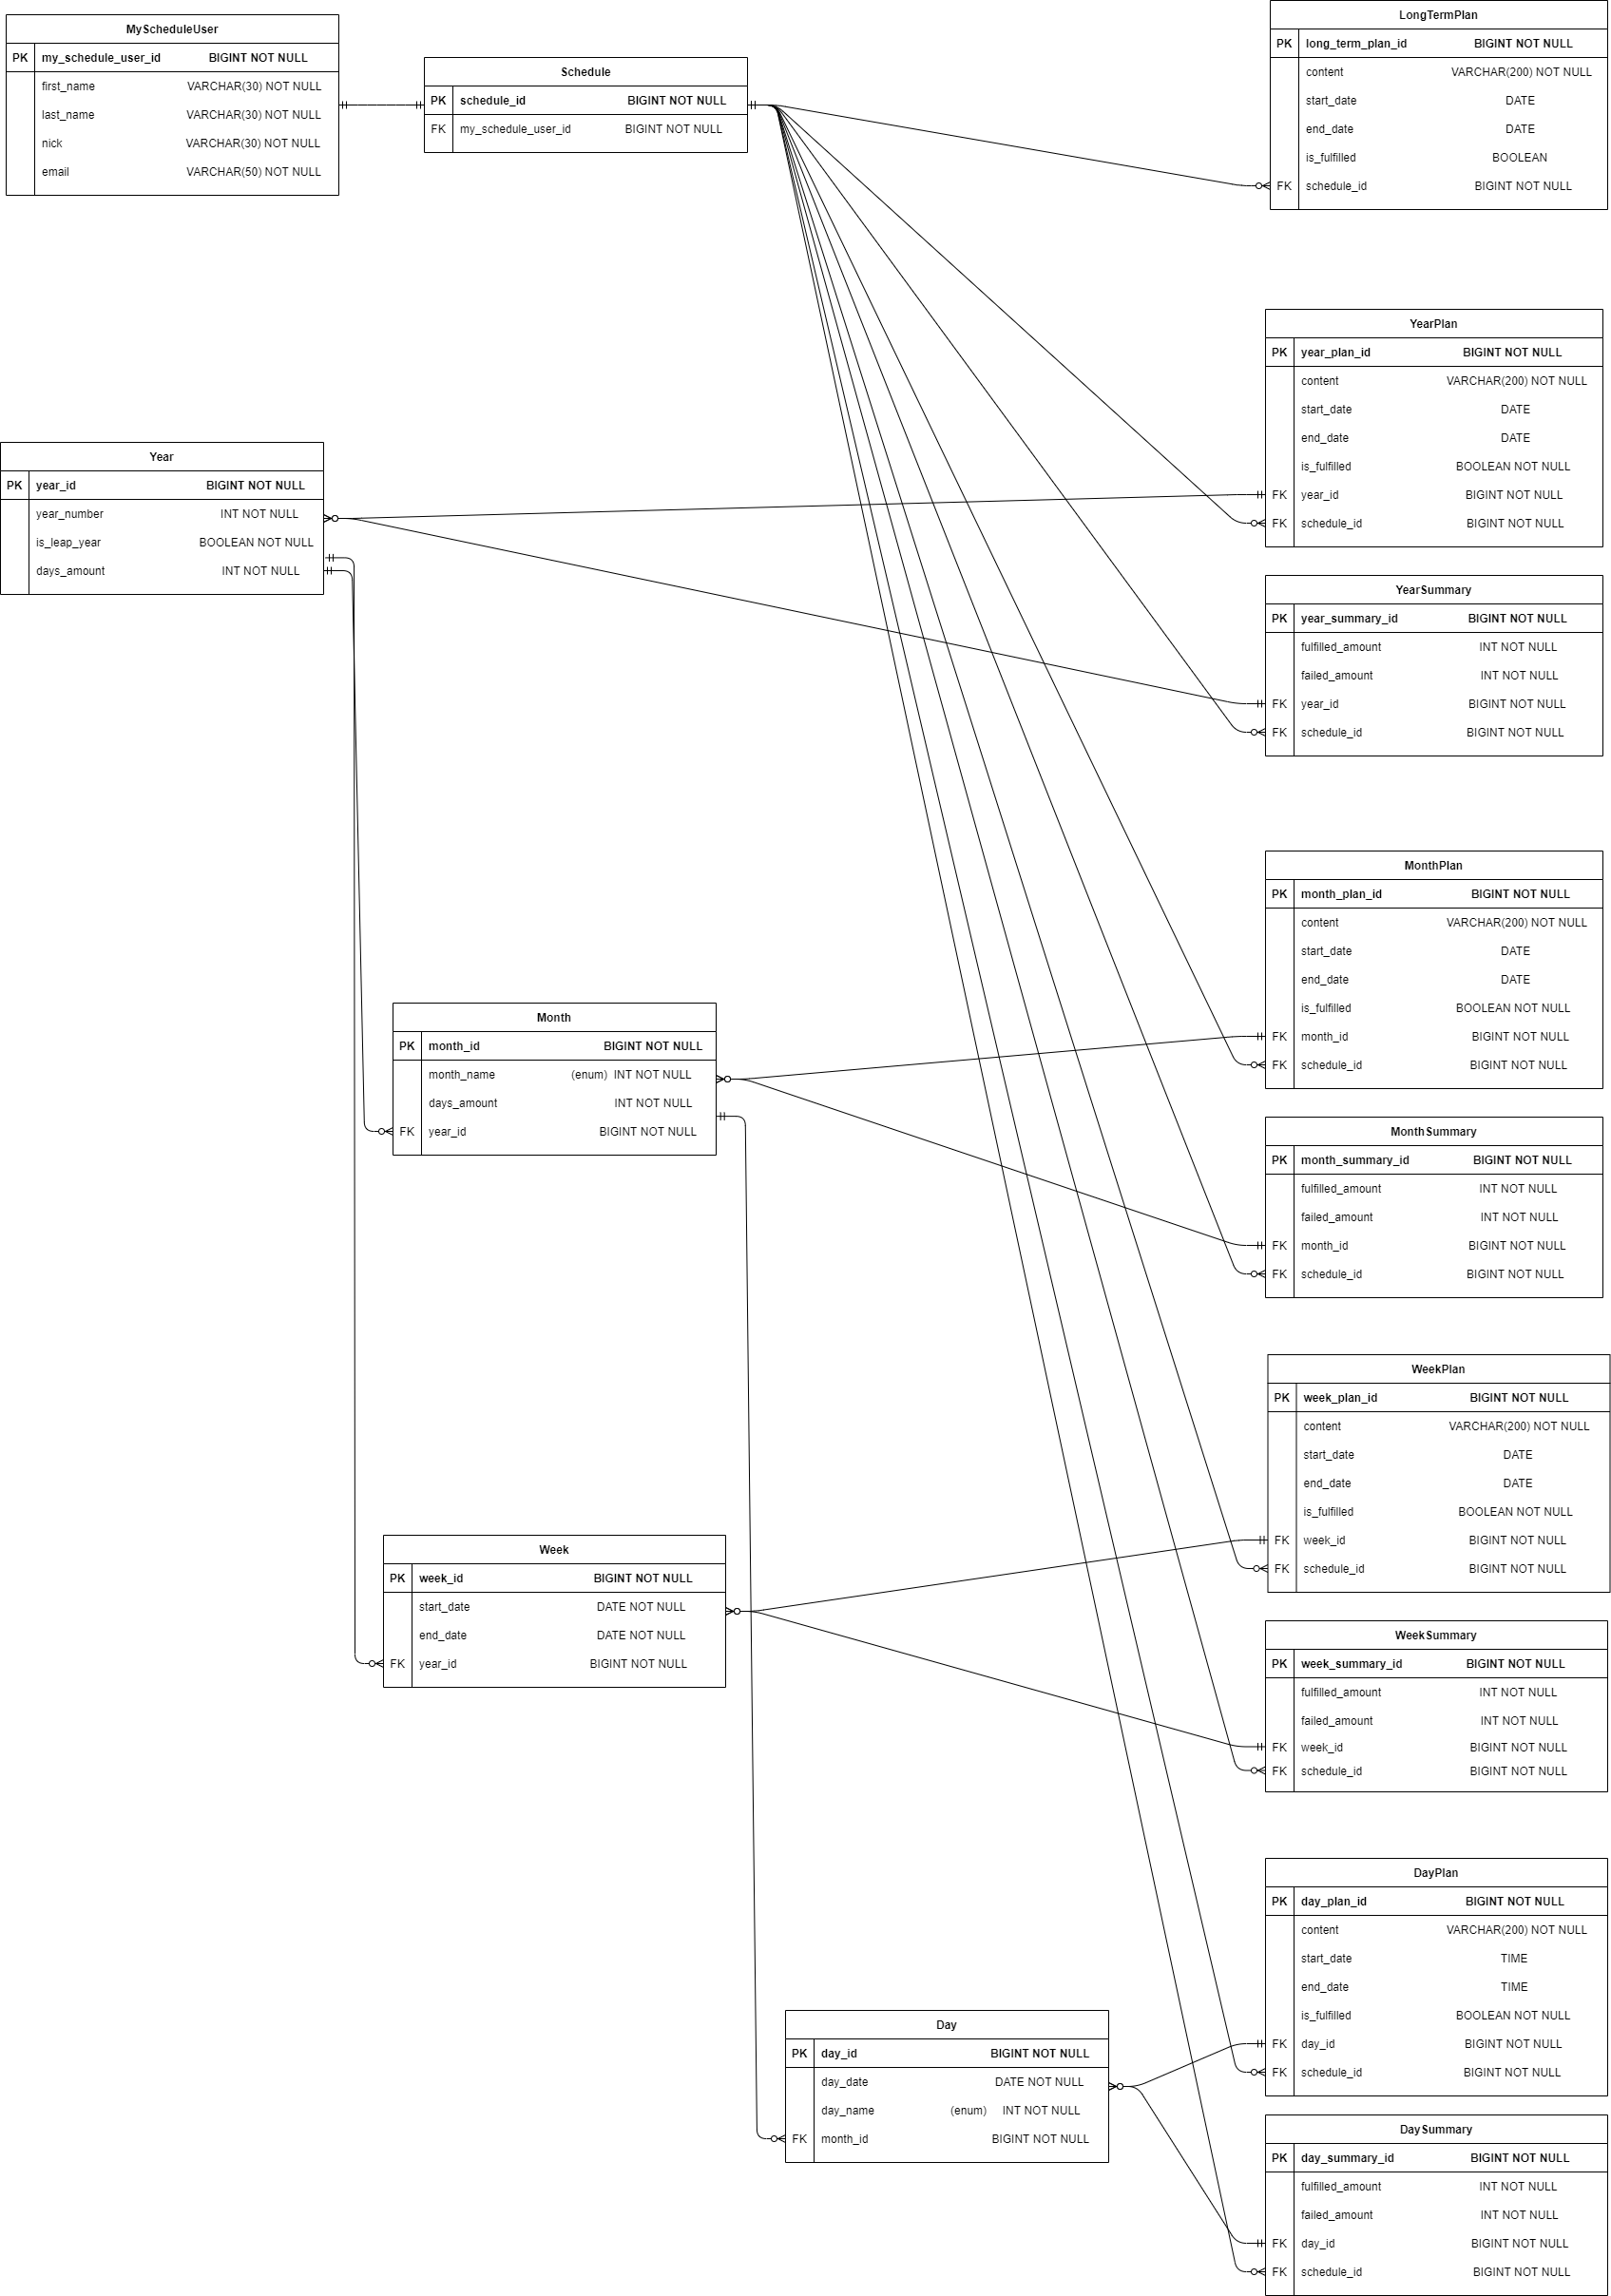 MyScheduleUser
PK my_schedule_user_id BIGINT NOT NULL
first_name VARCHAR(30) NOT NULL
last_name VARCHAR(30) NOT NULL
nick VARCHAR(30) NOT NULL
email VARCHAR(50) NOT NULL
Schedule
PK schedule_id BIGINT NOT NULL
FK my_schedule_user_id BIGINT NOT NULL
LongTermPlan
PK long_term_plan_id BIGINT NOT NULL
content VARCHAR(200) NOT NULL
start_date DATE
end_date DATE
is_fulfilled BOOLEAN
FK schedule_id BIGINT NOT NULL
YearPlan
PK year_plan_id BIGINT NOT NULL
content VARCHAR(200) NOT NULL
start_date DATE
end_date DATE
is_fulfilled BOOLEAN NOT NULL
FK year_id BIGINT NOT NULL
FK schedule_id BIGINT NOT NULL
Year
PK year_id BIGINT NOT NULL
year_number INT NOT NULL
is_leap_year BOOLEAN NOT NULL
days_amount INT NOT NULL
YearSummary
PK year_summary_id BIGINT NOT NULL
fulfilled_amount INT NOT NULL
failed_amount INT NOT NULL
FK year_id BIGINT NOT NULL
FK schedule_id BIGINT NOT NULL
MonthPlan
PK month_plan_id BIGINT NOT NULL
content VARCHAR(200) NOT NULL
start_date DATE
end_date DATE
is_fulfilled BOOLEAN NOT NULL
FK month_id BIGINT NOT NULL
FK schedule_id BIGINT NOT NULL
Month
PK month_id BIGINT NOT NULL
month_name (enum) INT NOT NULL
days_amount INT NOT NULL
FK year_id BIGINT NOT NULL
MonthSummary
PK month_summary_id BIGINT NOT NULL
fulfilled_amount INT NOT NULL
failed_amount INT NOT NULL
FK month_id BIGINT NOT NULL
FK schedule_id BIGINT NOT NULL
WeekPlan
PK week_plan_id BIGINT NOT NULL
content VARCHAR(200) NOT NULL
start_date DATE
end_date DATE
is_fulfilled BOOLEAN NOT NULL
FK week_id BIGINT NOT NULL
FK schedule_id BIGINT NOT NULL
Week
PK week_id BIGINT NOT NULL
start_date DATE NOT NULL
end_date DATE NOT NULL
FK year_id BIGINT NOT NULL
WeekSummary
PK week_summary_id BIGINT NOT NULL
fulfilled_amount INT NOT NULL
failed_amount INT NOT NULL
FK week_id BIGINT NOT NULL
FK schedule_id BIGINT NOT NULL
DayPlan
PK day_plan_id BIGINT NOT NULL
content VARCHAR(200) NOT NULL
start_date TIME
end_date TIME
is_fulfilled BOOLEAN NOT NULL
FK day_id BIGINT NOT NULL
FK schedule_id BIGINT NOT NULL
Day
PK day_id BIGINT NOT NULL
day_date DATE NOT NULL
day_name (enum) INT NOT NULL
FK month_id BIGINT NOT NULL
DaySummary
PK day_summary_id BIGINT NOT NULL
fulfilled_amount INT NOT NULL
failed_amount INT NOT NULL
FK day_id BIGINT NOT NULL
FK schedule_id BIGINT NOT NULL